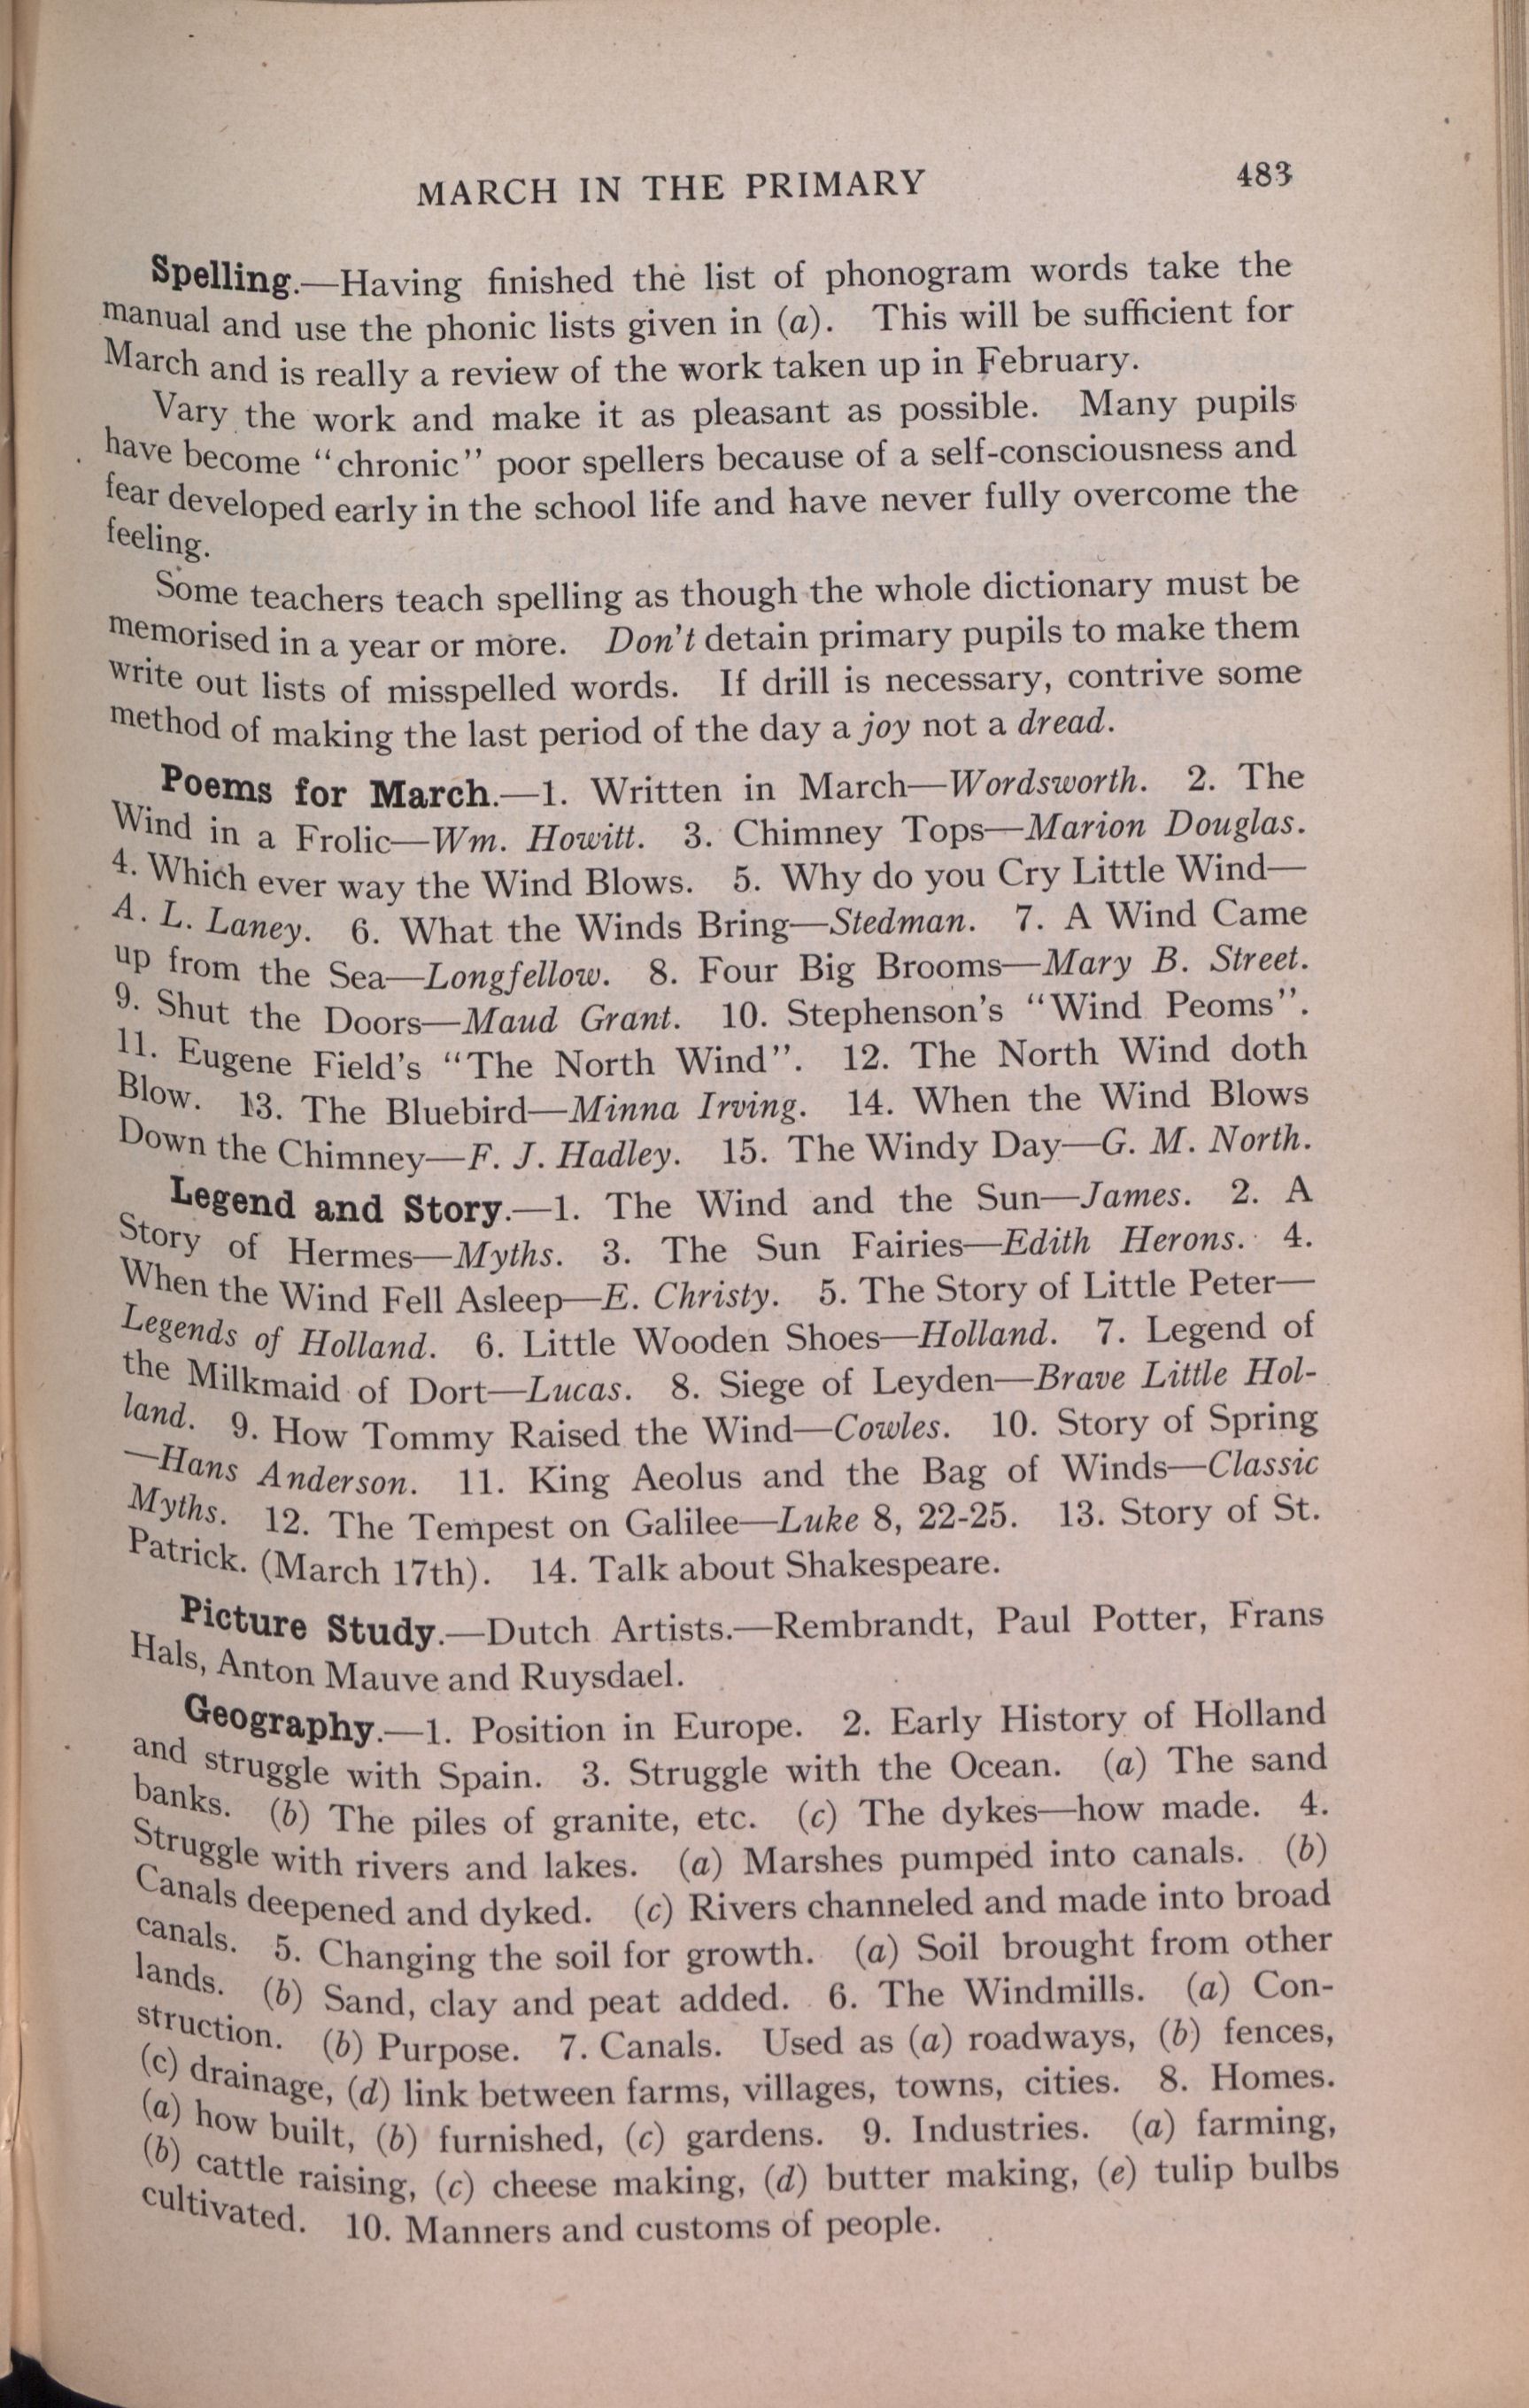 MARCH IN THE PRIMARY 483
Spelling.—Having finished the list of phonogram words take the
manual and use the phonic lists given in (a). This will be sufficient for
March and is really a review of the work taken up in February.
Vary the work and make it as pleasant as possible. Many pupils
have become “chronic” poor spellers because of a self-consciousness and
fear developed early in the school life and have never fully overcome the
feeling.
Some teachers teach spelling as though the whole dictionary must be
memorised in a year or more. Don't detain primary pupils to make them
write out lists of misspelled words. If drill is necessary, contrive some
method of making the last period of the day a joy not a dread.
Poems for March.—1. Written in March—Wordsworth. 2. The
Wind in a Frolic—Wm. Howitt. 3. Chimney Tops—Marion Douglas.
4. Which ever way the Wind Blows. 5. Why do you Cry Little Wind—
A. L. Laney. 6. What the Winds Bring—Stedman. 7. A Wind Came
up from the Sea—Longfellow. 8. Four Big Brooms—Mary B. Street.
9. Shut the Doors—Maud Grant. 10. Stephenson's “Wind Peoms”.
11. Eugene Field's “The North Wind”. 12. The North Wind doth
Blow. 13. The Bluebird—Minna Irving. 14. When the Wind Blows
Down the Chimney—F. J. Hadley. 15. The Windy Day—G. M. North.
Legend and Story.—1. The Wind and the Sun—James. 2. A
Story of Hermes—Myths. 3. The Sun Fairies—Edith Herons. 4.
When the Wind Fell Asleep—E. Christy. 5. The Story of Little Peter—
Legends of Holland. 6. Little Wooden Shoes—Holland. 7. Legend of
the Milkmaid of Dort—Lucas. 8. Siege of Leyden—Brave Little Hol-
land. 9. How Tommy Raised the Wind—Cowles. 10. Story of Spring
—Hans Anderson. 11. King Aeolus and the Bag of Winds—Classic
Myths. 12. The Tempest on Galilee—Luke 8, 22-25. 13. Story of St.
Patrick. (March 17th). 14. Talk about Shakespeare.
Picture Study.—Dutch Artists.—Rembrandt, Paul Potter, Frans
Hals, Anton Mauve and Ruysdael.
Geography.—1. Position in Europe. 2. Early History of Holland
and struggle with Spain. 3. Struggle with the Ocean. (a) The sand
banks. (b) The piles of granite, etc. (c) The dykes—how made. 4.
Struggle with rivers and lakes. (a) Marshes pumped into canals. (b)
Canals deepened and dyked. (c) Rivers channeled and made into broad
canals. 5. Changing the soil for growth. (a) Soil brought from other
lands. (b) Sand, clay and peat added. 6. The Windmills. (a) Con-
struction. (b) Purpose. 7. Canals. Used as (a) roadways, (b) fences,
(c) drainage, (d) link between farms, villages, towns, cities. 8. Homes.
(a) how built, (b) furnished, (c) gardens. 9. Industries. (a) farming,
(b) cattle raising, (c) cheese making, (d) butter making, (e) tulip bulbs
cultivated. 10. Manners and customs of people.